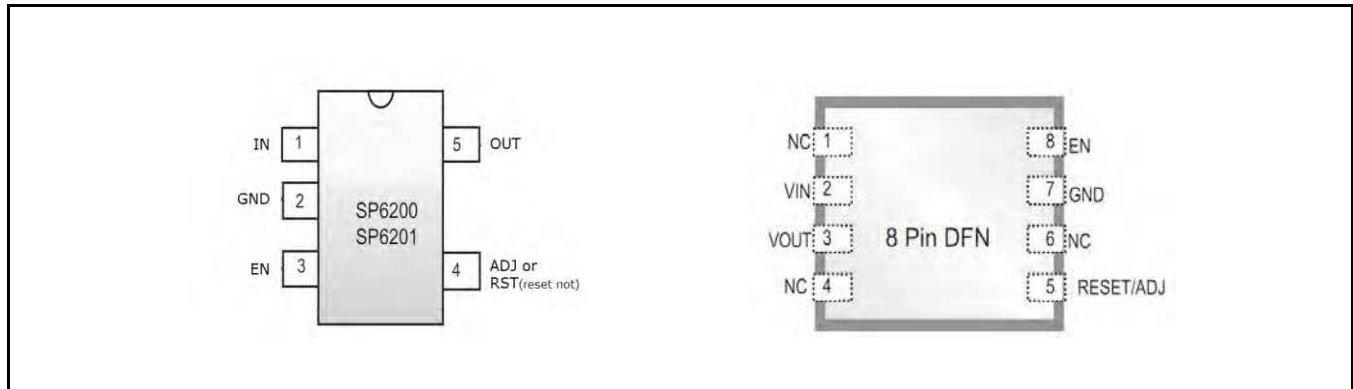 IN 1
5 OUT
GND 2
SP6200
SP6201
EN 3
4 ADJ or
RST(reset not)
NC 1
8 EN
VIN 2
7 GND
VOUT 3
8 Pin DFN
6 NC
NC 4
5 RESET/ADJ